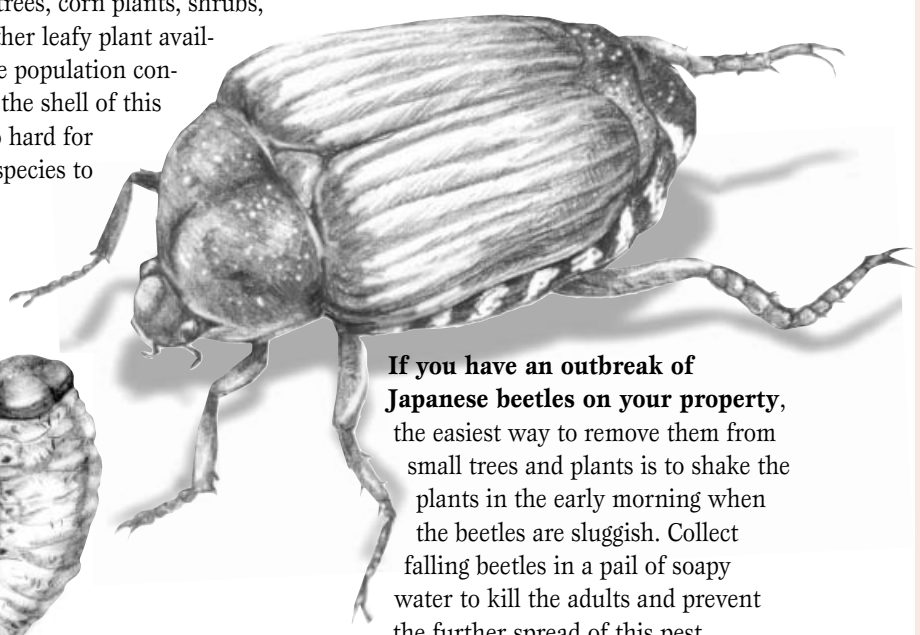 trees, corn plants, shrubs,
ther leafy plant avail-
e population con-
the shell of this
hard for
species to
If you have an outbreak of
Japanese beetles on your property,
the easiest way to remove them from
small trees and plants is to shake the
plants in the early morning when
the beetles are sluggish. Collect
falling beetles in a pail of soapy
water to kill the adults and prevent
the further spread of this pest